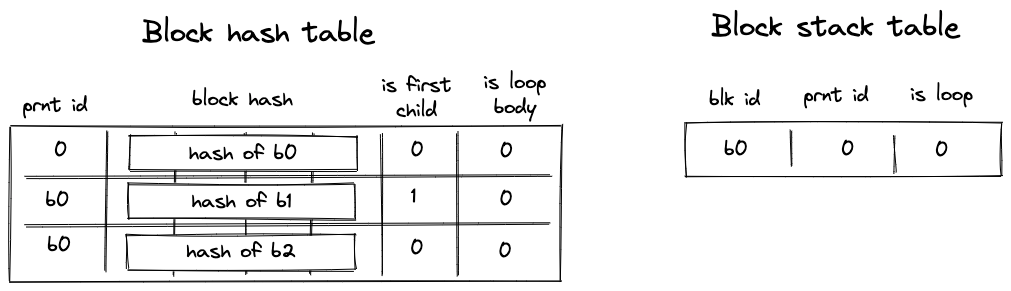 Block hash table
prnt id block hash is first child is loop body
0 hash of b0 0 0
b0 hash of b1 1 0
b0 hash of b2 0 0
Block stack table
blk id prnt id is loop
b0 0 0